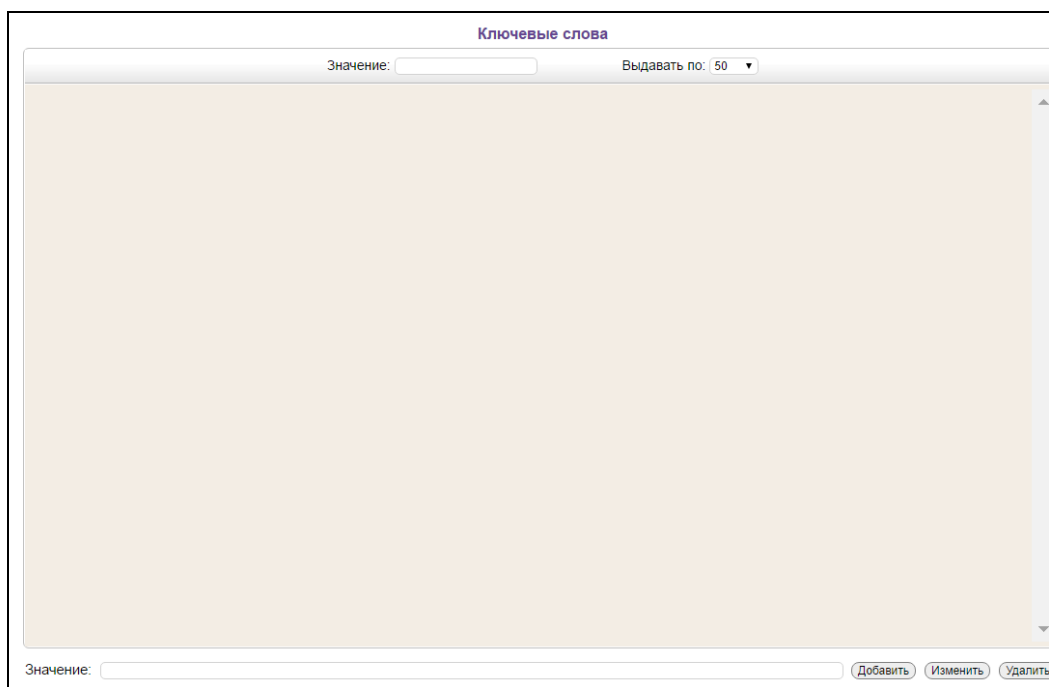 Ключевые слова
Значение: Выдавать по: 50
Значение: Добавить Изменить Удалить